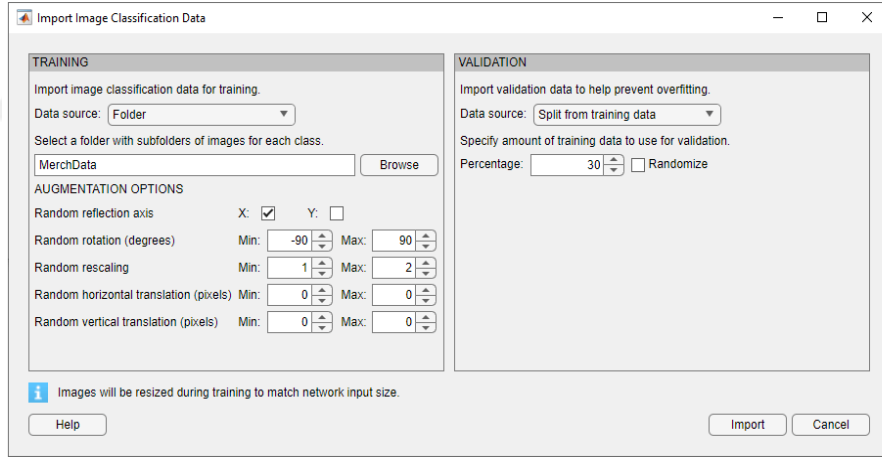 Import Image Classification Data
TRAINING
Import image classification data for training.
Data source: Folder
Select a folder with subfolders of images for each class.
MerchData Browse
AUGMENTATION OPTIONS
Random reflection axis X: Y:
Random rotation (degrees) Min: -90 Max: 90
Random rescaling Min: 1 Max: 2
Random horizontal translation (pixels) Min: 0 Max: 0
Random vertical translation (pixels) Min: 0 Max: 0
VALIDATION
Import validation data to help prevent overfitting.
Data source: Split from training data
Specify amount of training data to use for validation.
Percentage: 30 Randomize
Images will be resized during training to match network input size.
Help Import Cancel